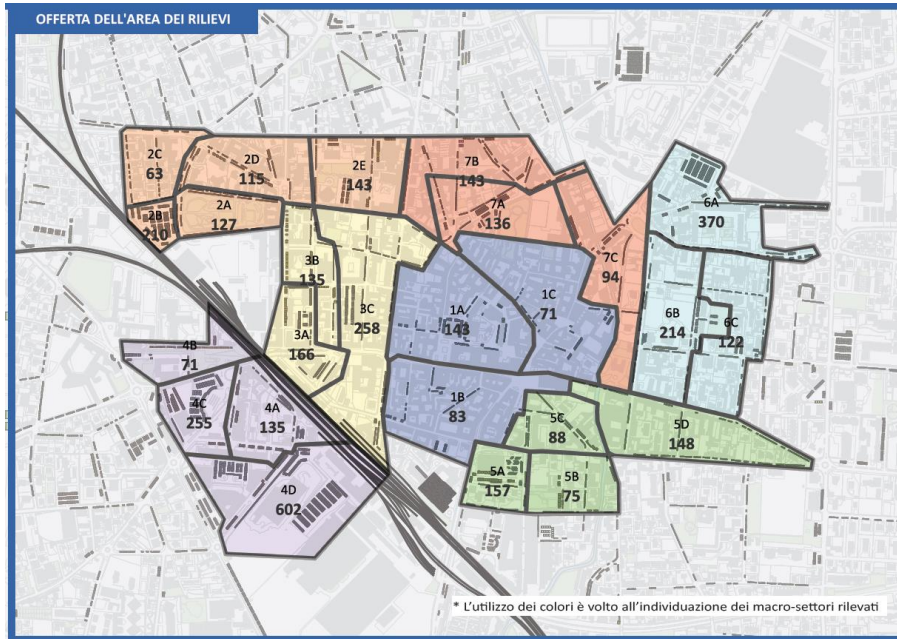 OFFERTA DELL'AREA DEI RILIEVI
2C
63
2D
115
2E
143
7B
143
2B
210
2A
127
7A
136
6A
370
3B
135
7C
94
3C
258
1A
143
1C
71
6B
214
6C
122
3A
166
4B
71
4C
255
4A
135
1B
83
5C
88
5D
148
5A
157
5B
75
4D
602
* L'utilizzo dei colori è volto all'individuazione dei macro-settori rilevati